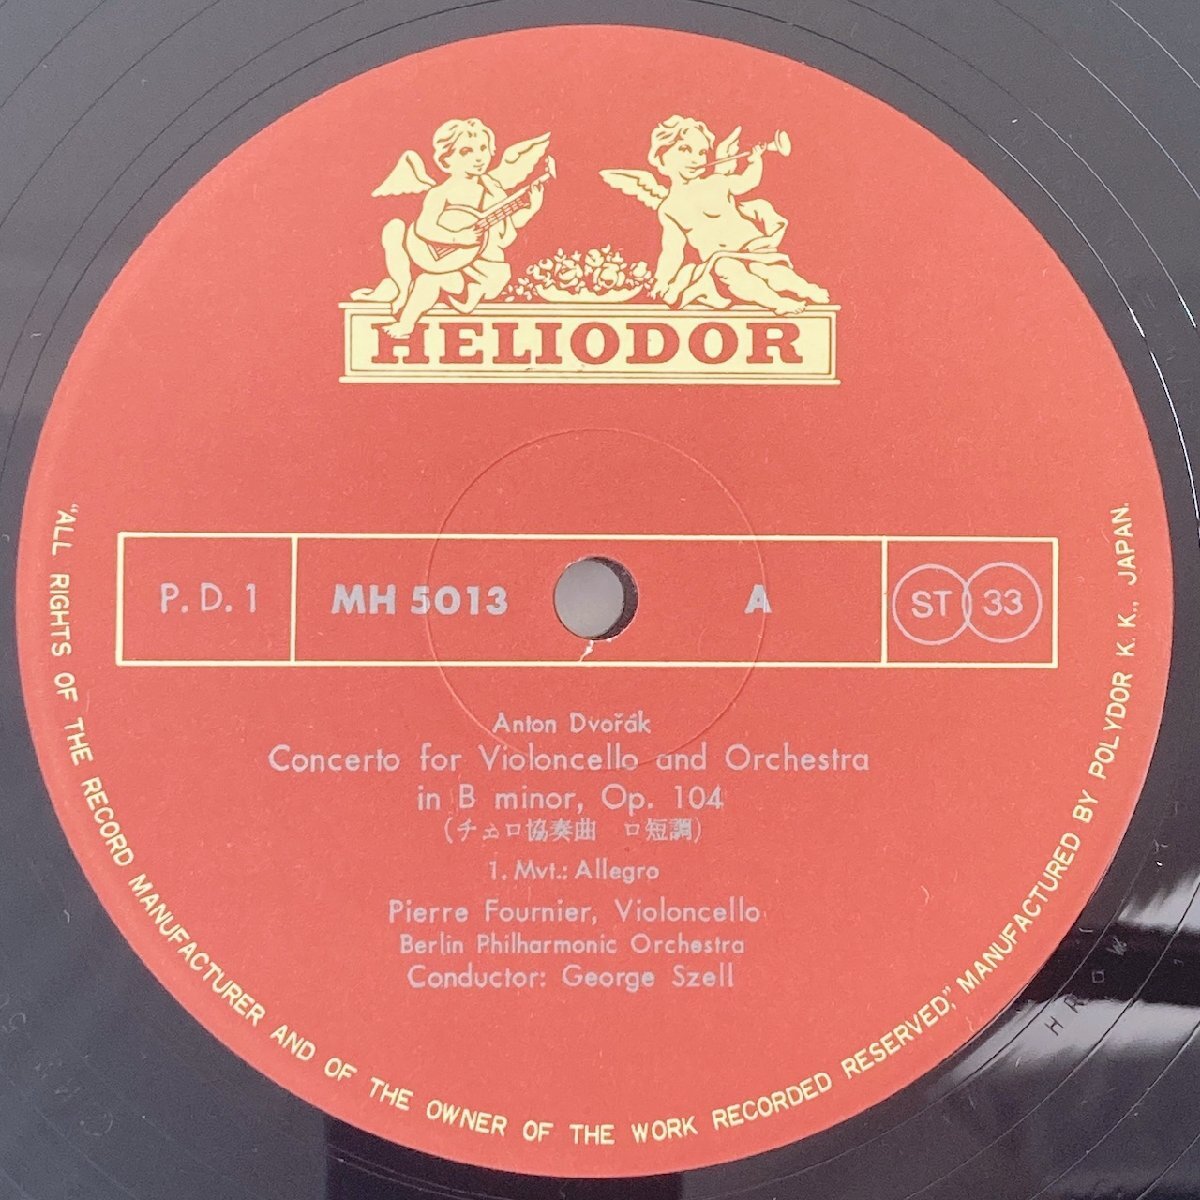 HELIODOR
P.D.1 MH 5013 A ST 33
Anton Dvořák
Concerto for Violoncello and Orchestra
in B minor, Op. 104
(チェロ協奏曲 ロ短調)
1. Mvt.: Allegro
Pierre Fournier, Violoncello
Berlin Philharmonic Orchestra
Conductor: George Szell
"ALL RIGHTS OF THE RECORD MANUFACTURER AND OF THE OWNER OF THE WORK RECORDED RESERVED," MANUFACTURED BY POLYDOR K. K., JAPAN.